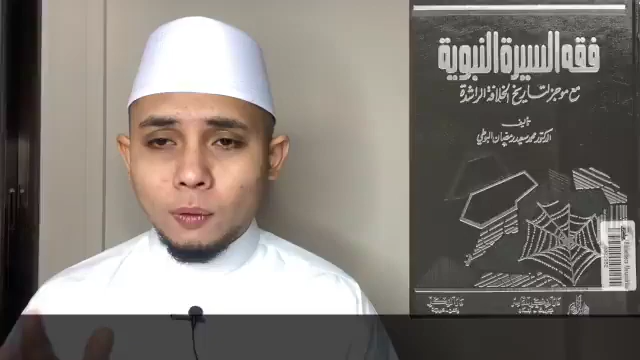 فقه السيرة النبوية
مع موجز لتاريخ الخلافة الراشدة
تأليف
الدكتور محمد سعيد رمضان البوطي